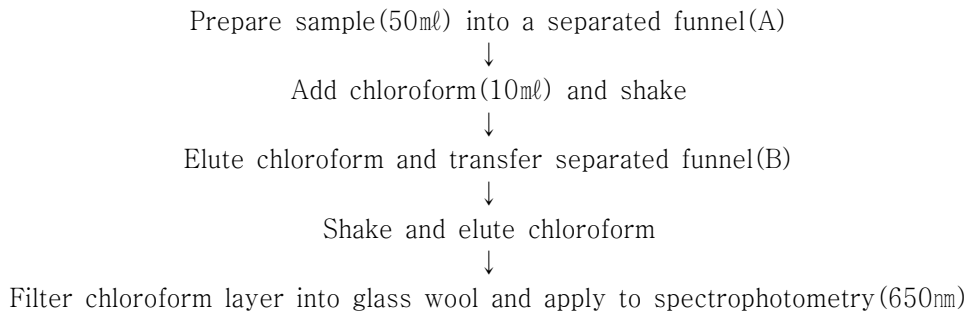 Prepare sample(50㎖) into a separated funnel(A)
↓
Add chloroform(10㎖) and shake
↓
Elute chloroform and transfer separated funnel(B)
↓
Shake and elute chloroform
↓
Filter chloroform layer into glass wool and apply to spectrophotometry(650㎚)